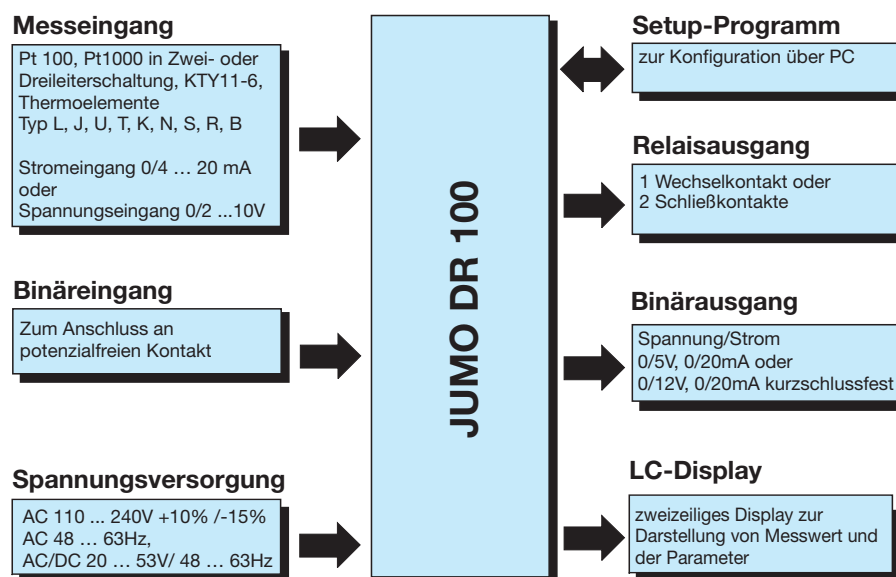 Messeingang
Pt 100, Pt1000 in Zwei- oder
Dreileiterschaltung, KTY11-6,
Thermoelemente
Typ L, J, U, T, K, N, S, R, B
Stromeingang 0/4 … 20 mA
oder
Spannungseingang 0/2 ...10V
Binäreingang
Zum Anschluss an
potenzialfreien Kontakt
Spannungsversorgung
AC 110 ... 240V +10% /-15%
AC 48 … 63Hz,
AC/DC 20 … 53V/ 48 … 63Hz
JUMO DR 100
Setup-Programm
zur Konfiguration über PC
Relaisausgang
1 Wechselkontakt oder
2 Schließkontakte
Binärausgang
Spannung/Strom
0/5V, 0/20mA oder
0/12V, 0/20mA kurzschlussfest
LC-Display
zweizeiliges Display zur
Darstellung von Messwert und
der Parameter